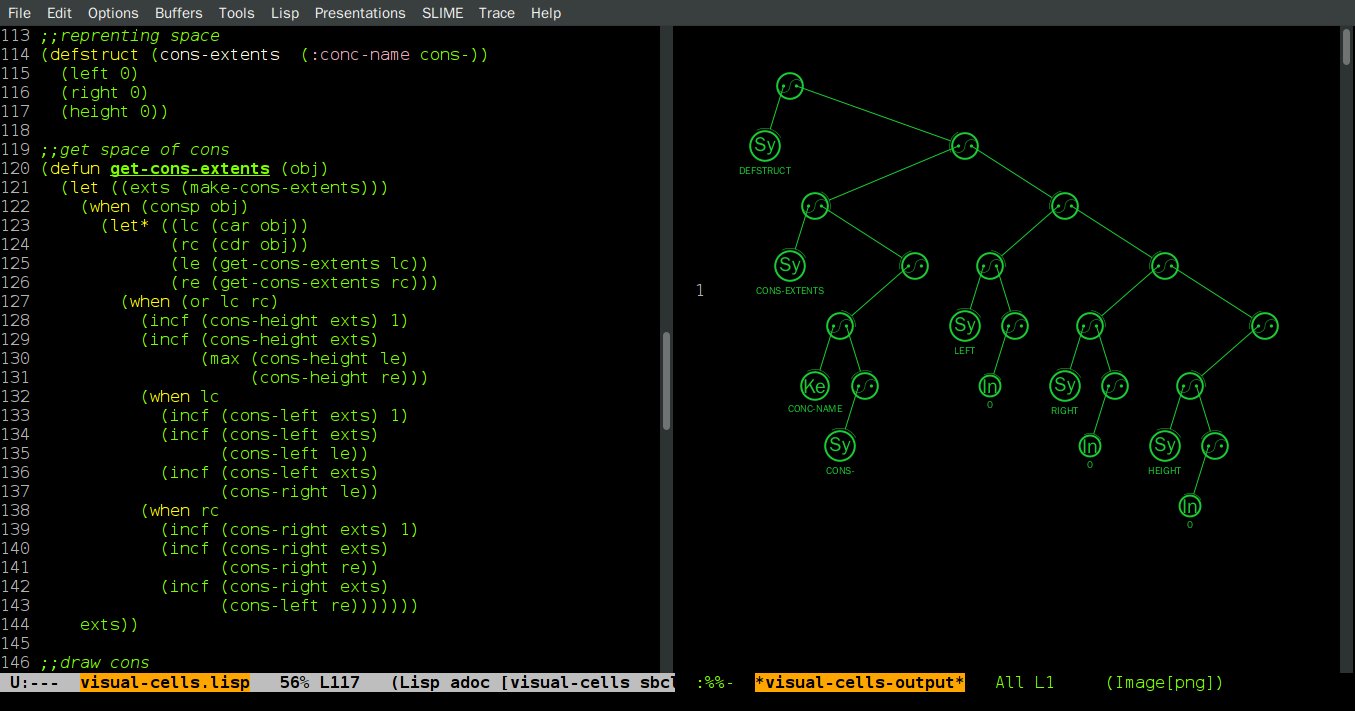 File Edit Options Buffers Tools Lisp Presentations SLIME Trace Help
113 ;;reprenting space
114 (defstruct (cons-extents  (:conc-name cons-))
115   (left 0)
116   (right 0)
117   (height 0))
118
119 ;;get space of cons
120 (defun get-cons-extents (obj)
121   (let ((exts (make-cons-extents)))
122     (when (consp obj)
123       (let* ((lc (car obj))
124              (rc (cdr obj))
125              (le (get-cons-extents lc))
126              (re (get-cons-extents rc)))
127         (when (or lc rc)
128           (incf (cons-height exts) 1)
129           (incf (cons-height exts)
130                 (max (cons-height le)
131                      (cons-height re)))
132           (when lc
133             (incf (cons-left exts) 1)
134             (incf (cons-left exts)
135                   (cons-left le))
136             (incf (cons-left exts)
137                   (cons-right le))
138           (when rc
139             (incf (cons-right exts) 1)
140             (incf (cons-right exts)
141                   (cons-right re))
142             (incf (cons-right exts)
143                   (cons-left re)))))))
144     exts))
145
146 ;;draw cons
U:---  visual-cells.lisp   56% L117   (Lisp adoc [visual-cells sbcl
1
Sy
DEFSTRUCT
Sy
CONS-EXTENTS
Sy
LEFT
Ke
CONC-NAME
In
0
Sy
RIGHT
Sy
CONS-
In
0
Sy
HEIGHT
In
0
:%%-  *visual-cells-output*   All L1     (Image[png])